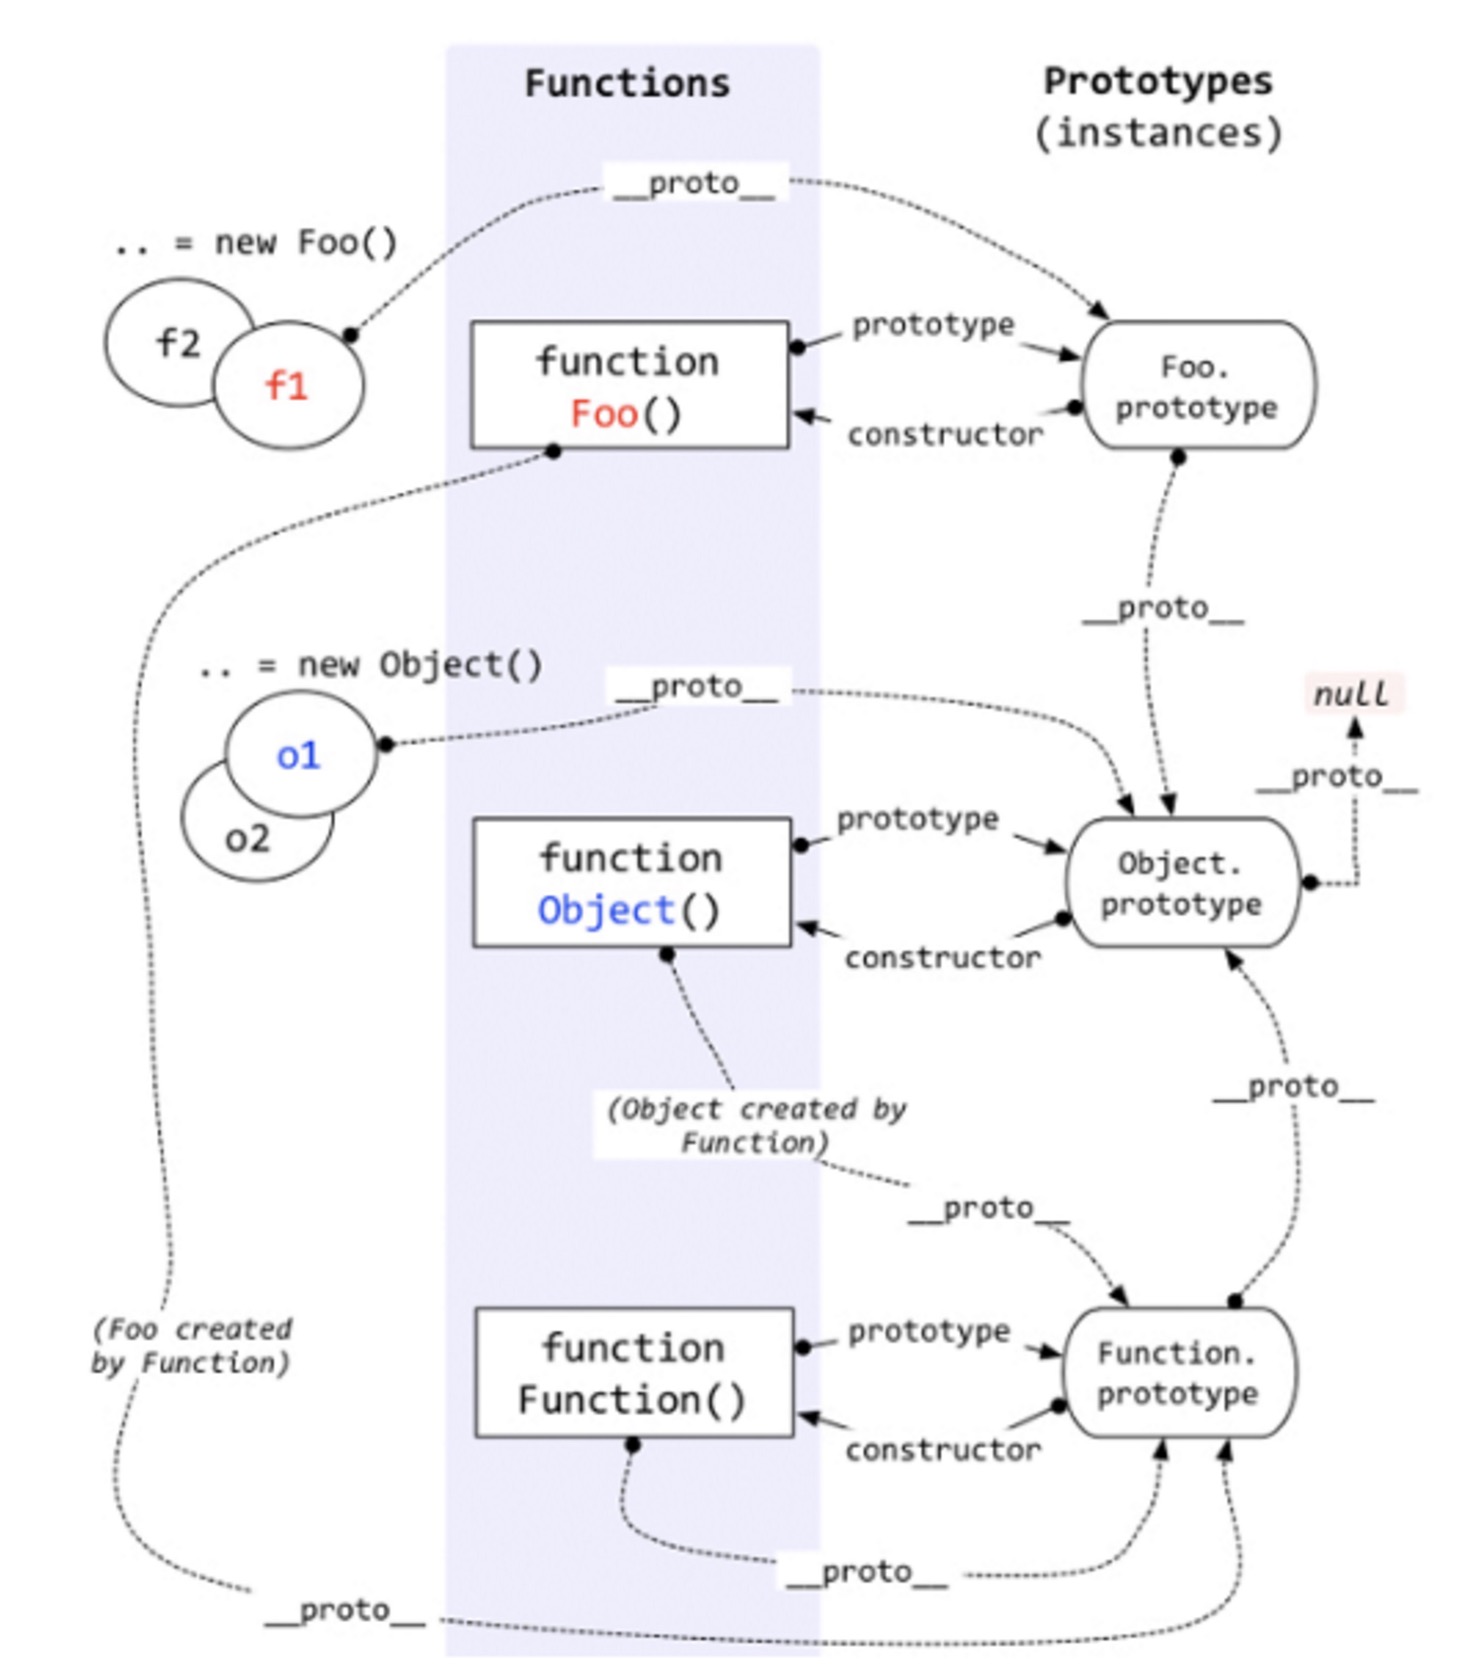 Functions
Prototypes
(instances)
__proto__
.. = new Foo()
f2
f1
function
Foo()
prototype
constructor
Foo.
prototype
__proto__
.. = new Object()
__proto__
null
__proto__
o1
o2
function
Object()
prototype
constructor
Object.
prototype
(Object created by
Function)
__proto__
__proto__
(Foo created
by Function)
function
Function()
prototype
constructor
Function.
prototype
__proto__
__proto__